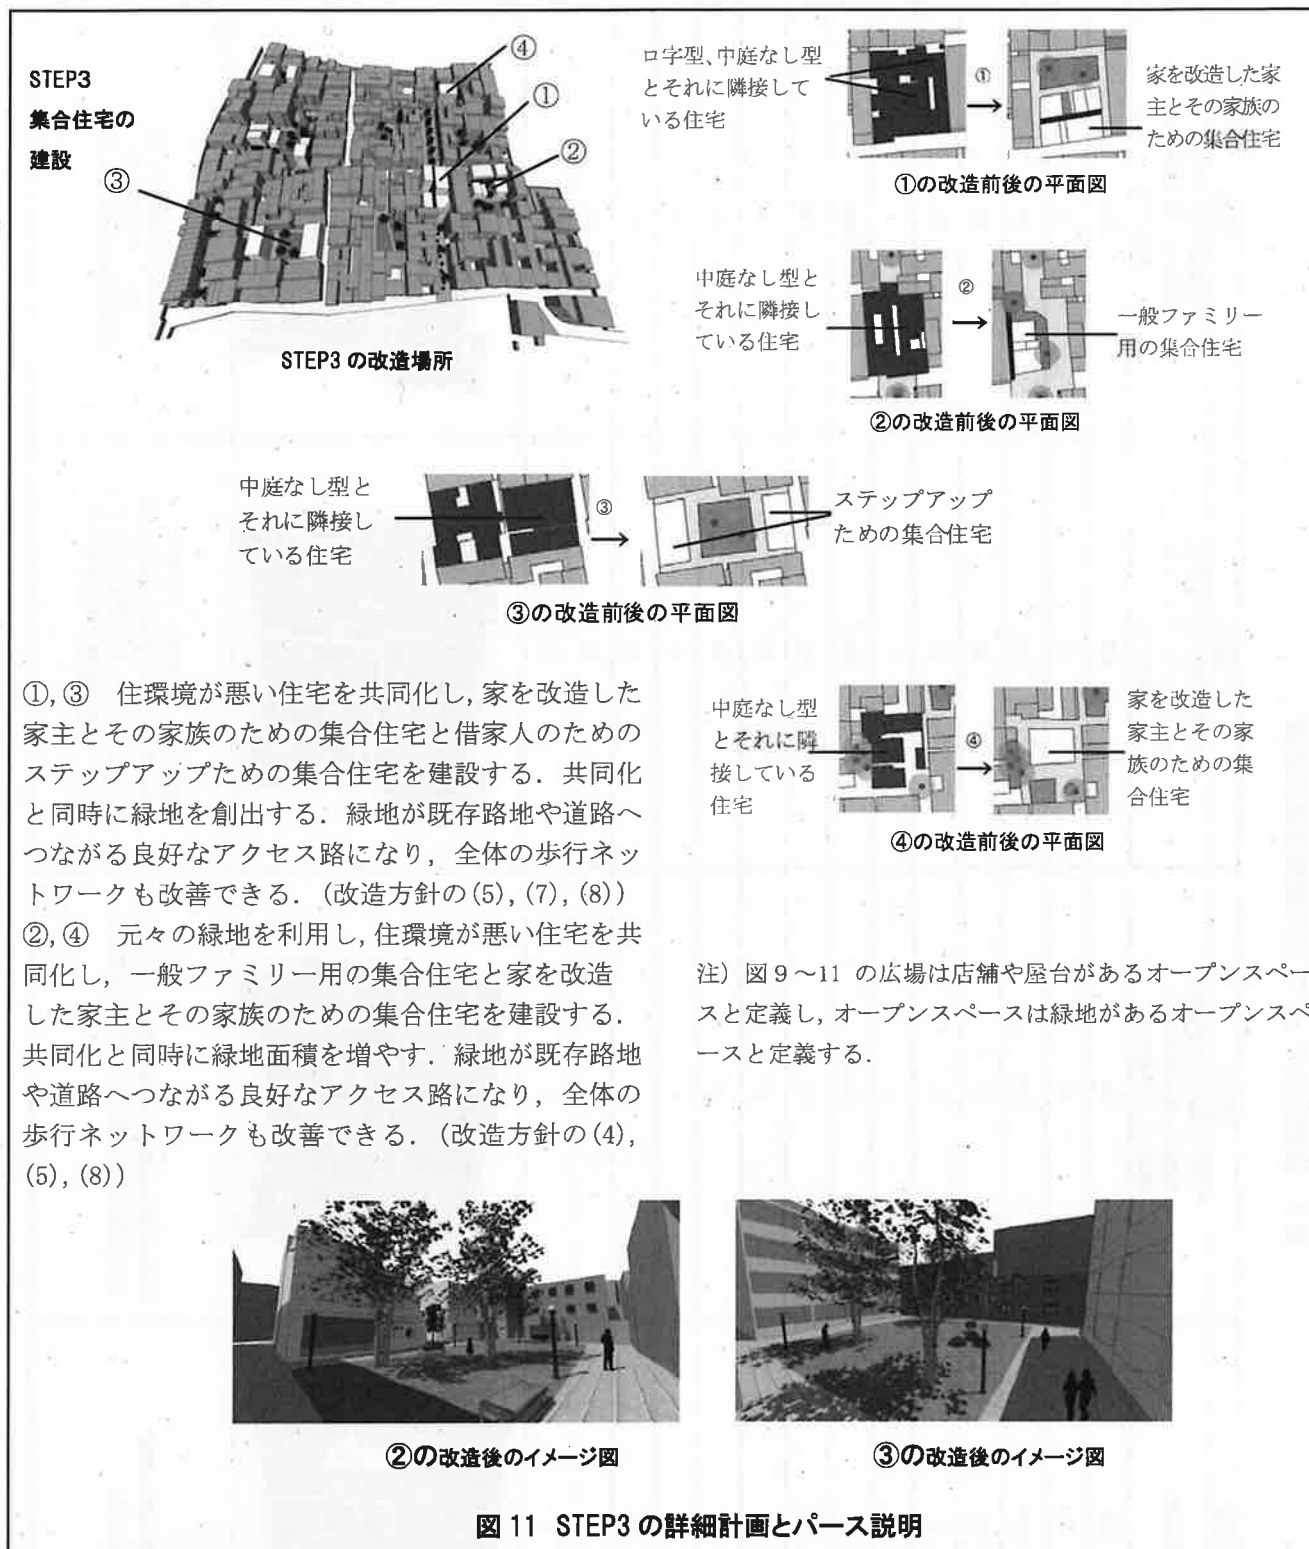 STEP3
集合住宅の
建設
④
①
②
③
STEP3 の改造場所
ロ字型、中庭なし型
とそれに隣接して
いる住宅
①
家を改造した家
主とその家族の
ための集合住宅
①の改造前後の平面図
中庭なし型と
それに隣接し
ている住宅
②
一般ファミリー
用の集合住宅
②の改造前後の平面図
中庭なし型と
それに隣接し
ている住宅
③
ステップアップ
ための集合住宅
③の改造前後の平面図
①, ③　住環境が悪い住宅を共同化し, 家を改造した
家主とその家族のための集合住宅と借家人のための
ステップアップための集合住宅を建設する．共同化
と同時に緑地を創出する．緑地が既存路地や道路へ
つながる良好なアクセス路になり，全体の歩行ネッ
トワークも改善できる．(改造方針の(5), (7), (8))
②, ④　元々の緑地を利用し, 住環境が悪い住宅を共
同化し，一般ファミリー用の集合住宅と家を改造
した家主とその家族のための集合住宅を建設する．
共同化と同時に緑地面積を増やす．緑地が既存路地
や道路へつながる良好なアクセス路になり，全体の
歩行ネットワークも改善できる．(改造方針の(4),
(5), (8))
中庭なし型
とそれに隣
接している
住宅
④
家を改造した
家主とその家
族のための集
合住宅
④の改造前後の平面図
注）図９～11 の広場は店舗や屋台があるオープンスペー
スと定義し, オープンスペースは緑地があるオープンスペ
ースと定義する．
②の改造後のイメージ図
③の改造後のイメージ図
図 11 STEP3 の詳細計画とパース説明